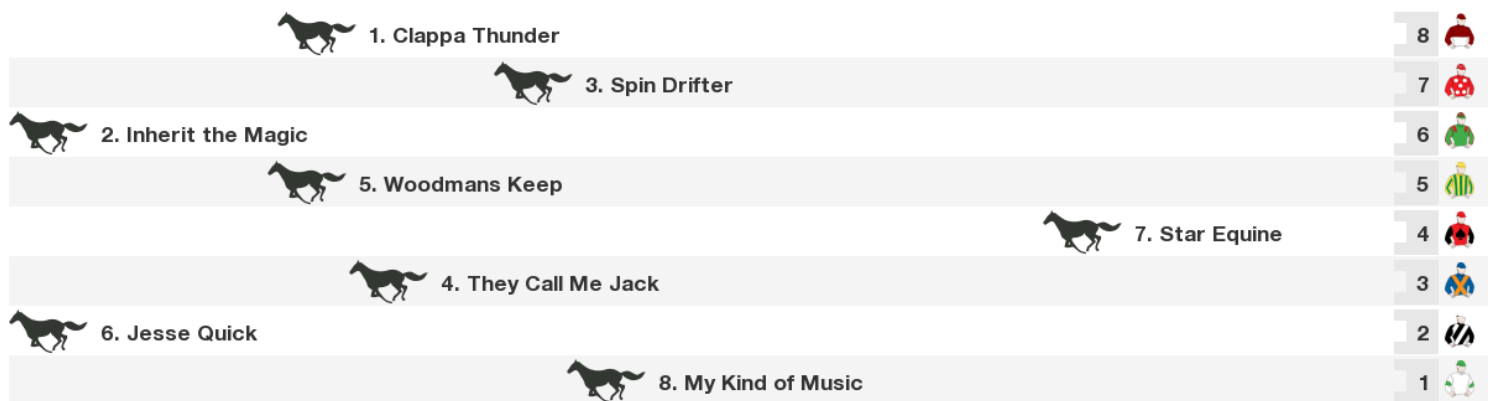 1. Clappa Thunder 8
3. Spin Drifter 7
2. Inherit the Magic 6
5. Woodmans Keep 5
7. Star Equine 4
4. They Call Me Jack 3
6. Jesse Quick 2
8. My Kind of Music 1